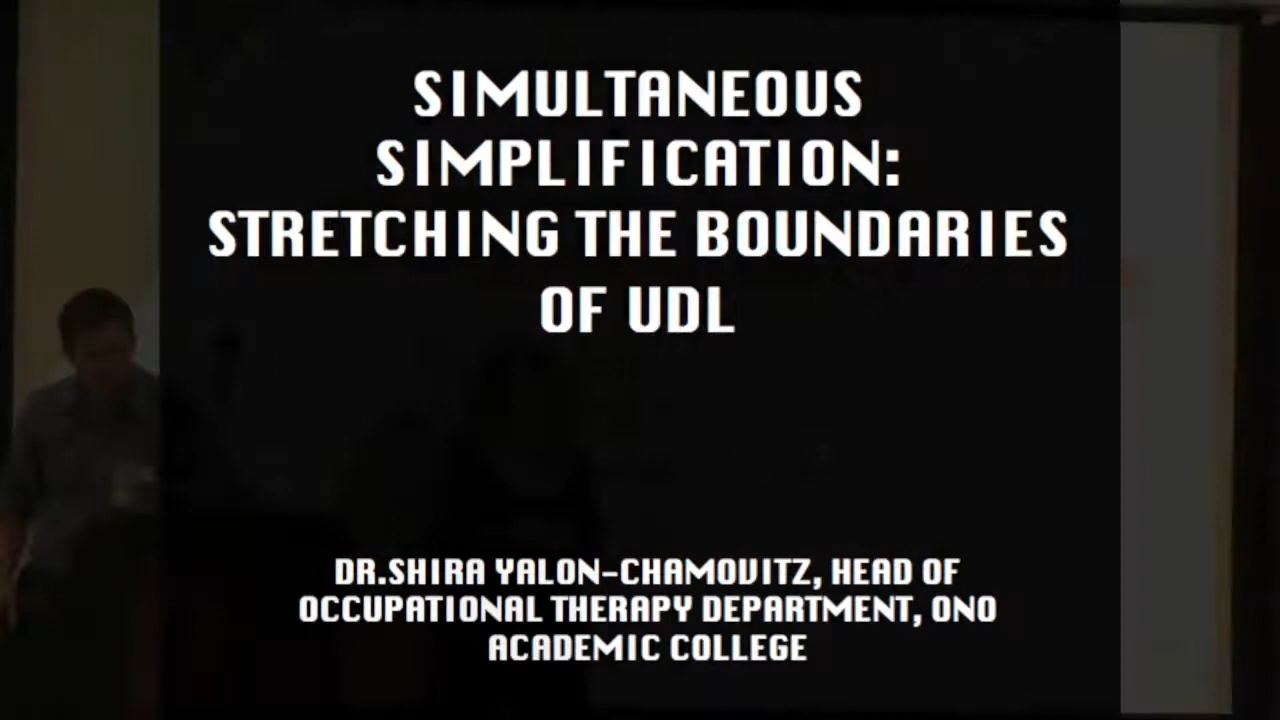 SIMULTANEOUS
SIMPLIFICATION:
STRETCHING THE BOUNDARIES
OF UDL
DR.SHIRA YALON-CHAMOVITZ, HEAD OF
OCCUPATIONAL THERAPY DEPARTMENT, ONO
ACADEMIC COLLEGE